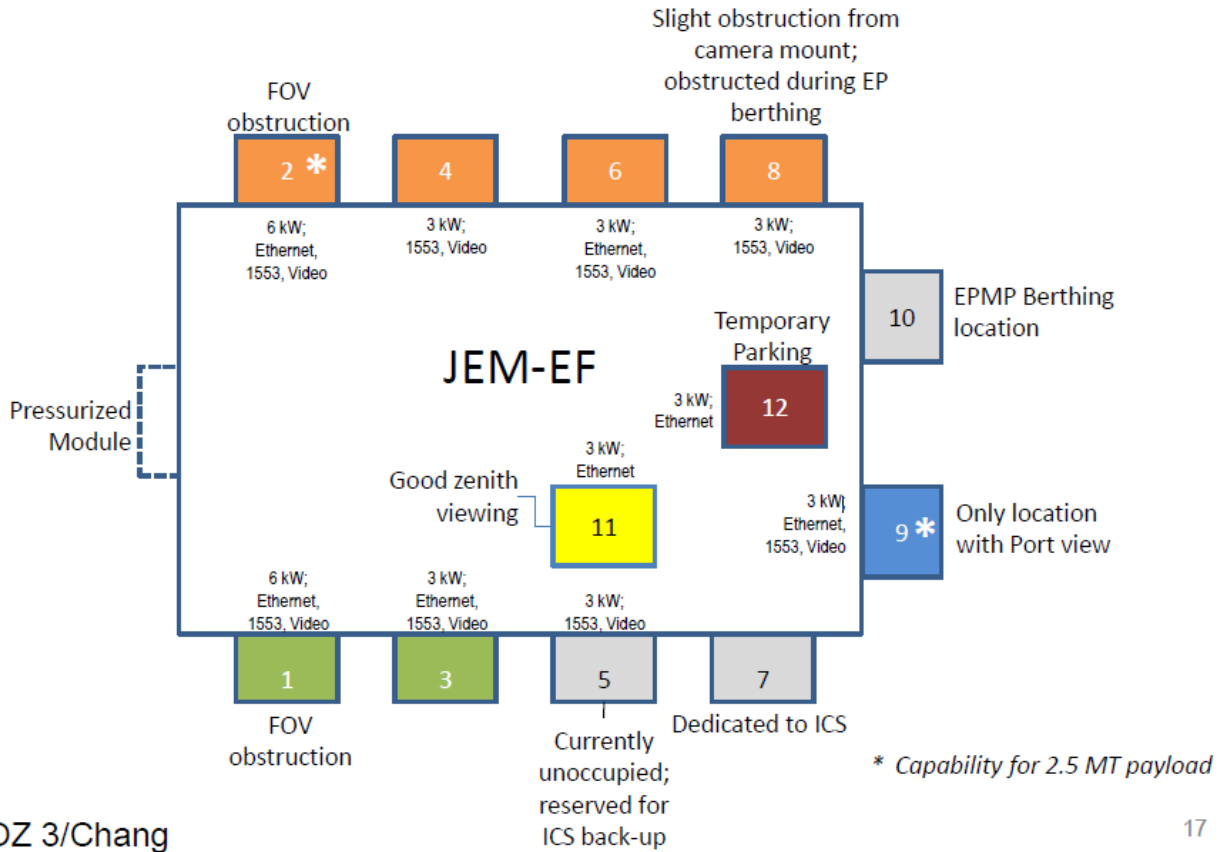 Slight obstruction from
camera mount;
obstructed during EP
berthing
FOV
obstruction
2 *
4
6
8
6 kW;
Ethernet,
1553, Video
3 kW;
1553, Video
3 kW;
Ethernet,
1553, Video
3 kW;
1553, Video
10
EPMP Berthing
location
Temporary
Parking
JEM-EF
3 kW;
Ethernet
12
Pressurized
Module
3 kW;
Ethernet
Good zenith
viewing
11
3 kW;
Ethernet,
1553, Video
9 *
Only location
with Port view
6 kW;
Ethernet,
1553, Video
3 kW;
Ethernet,
1553, Video
3 kW;
1553, Video
1
3
5
7
FOV
obstruction
Currently
unoccupied;
reserved for
ICS back-up
Dedicated to ICS
* Capability for 2.5 MT payload
OZ 3/Chang
17